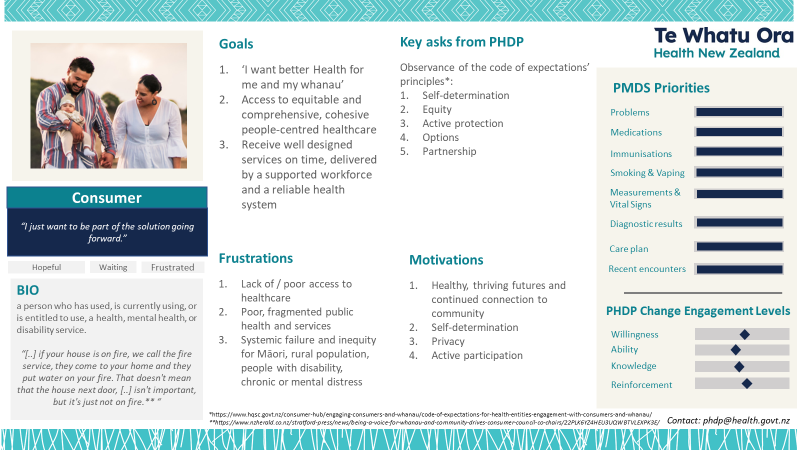 Te Whatu Ora
Health New Zealand
Consumer
“I just want to be part of the solution going
forward.”
Hopeful
Waiting
Frustrated
BIO
a person who has used, is currently using, or
is entitled to use, a health, mental health, or
disability service.
“[..] if your house is on fire, we call the fire
service, they come to your home and they
put water on your fire. That doesn't mean
that the house next door, [..] isn't important,
but it's just not on fire.** “
Goals
1. ‘I want better Health for
me and my whanau’
2. Access to equitable and
comprehensive, cohesive
people-centred healthcare
3. Receive well designed
services on time, delivered
by a supported workforce
and a reliable health
system
Frustrations
1. Lack of / poor access to
healthcare
2. Poor, fragmented public
health and services
3. Systemic failure and inequity
for Māori, rural population,
people with disability,
chronic or mental distress
Key asks from PHDP
Observance of the code of expectations’
principles*:
1. Self-determination
2. Equity
3. Active protection
4. Options
5. Partnership
Motivations
1. Healthy, thriving futures and
continued connection to
community
2. Self-determination
3. Privacy
4. Active participation
PMDS Priorities
Problems
Medications
Immunisations
Smoking & Vaping
Measurements &
Vital Signs
Diagnostic results
Care plan
Recent encounters
PHDP Change Engagement Levels
Willingness
Ability
Knowledge
Reinforcement
*https://www.hqsc.govt.nz/consumer-hub/engaging-consumers-and-whanau/code-of-expectations-for-health-entities-engagement-with-consumers-and-whanau/
**https://www.nzherald.co.nz/stratford-press/news/being-a-voice-for-whanau-and-community-drives-consumer-council-co-chairs/22PLK6YZ4HEU3UQWBTVLEXPK3E/
Contact: phdp@health.govt.nz